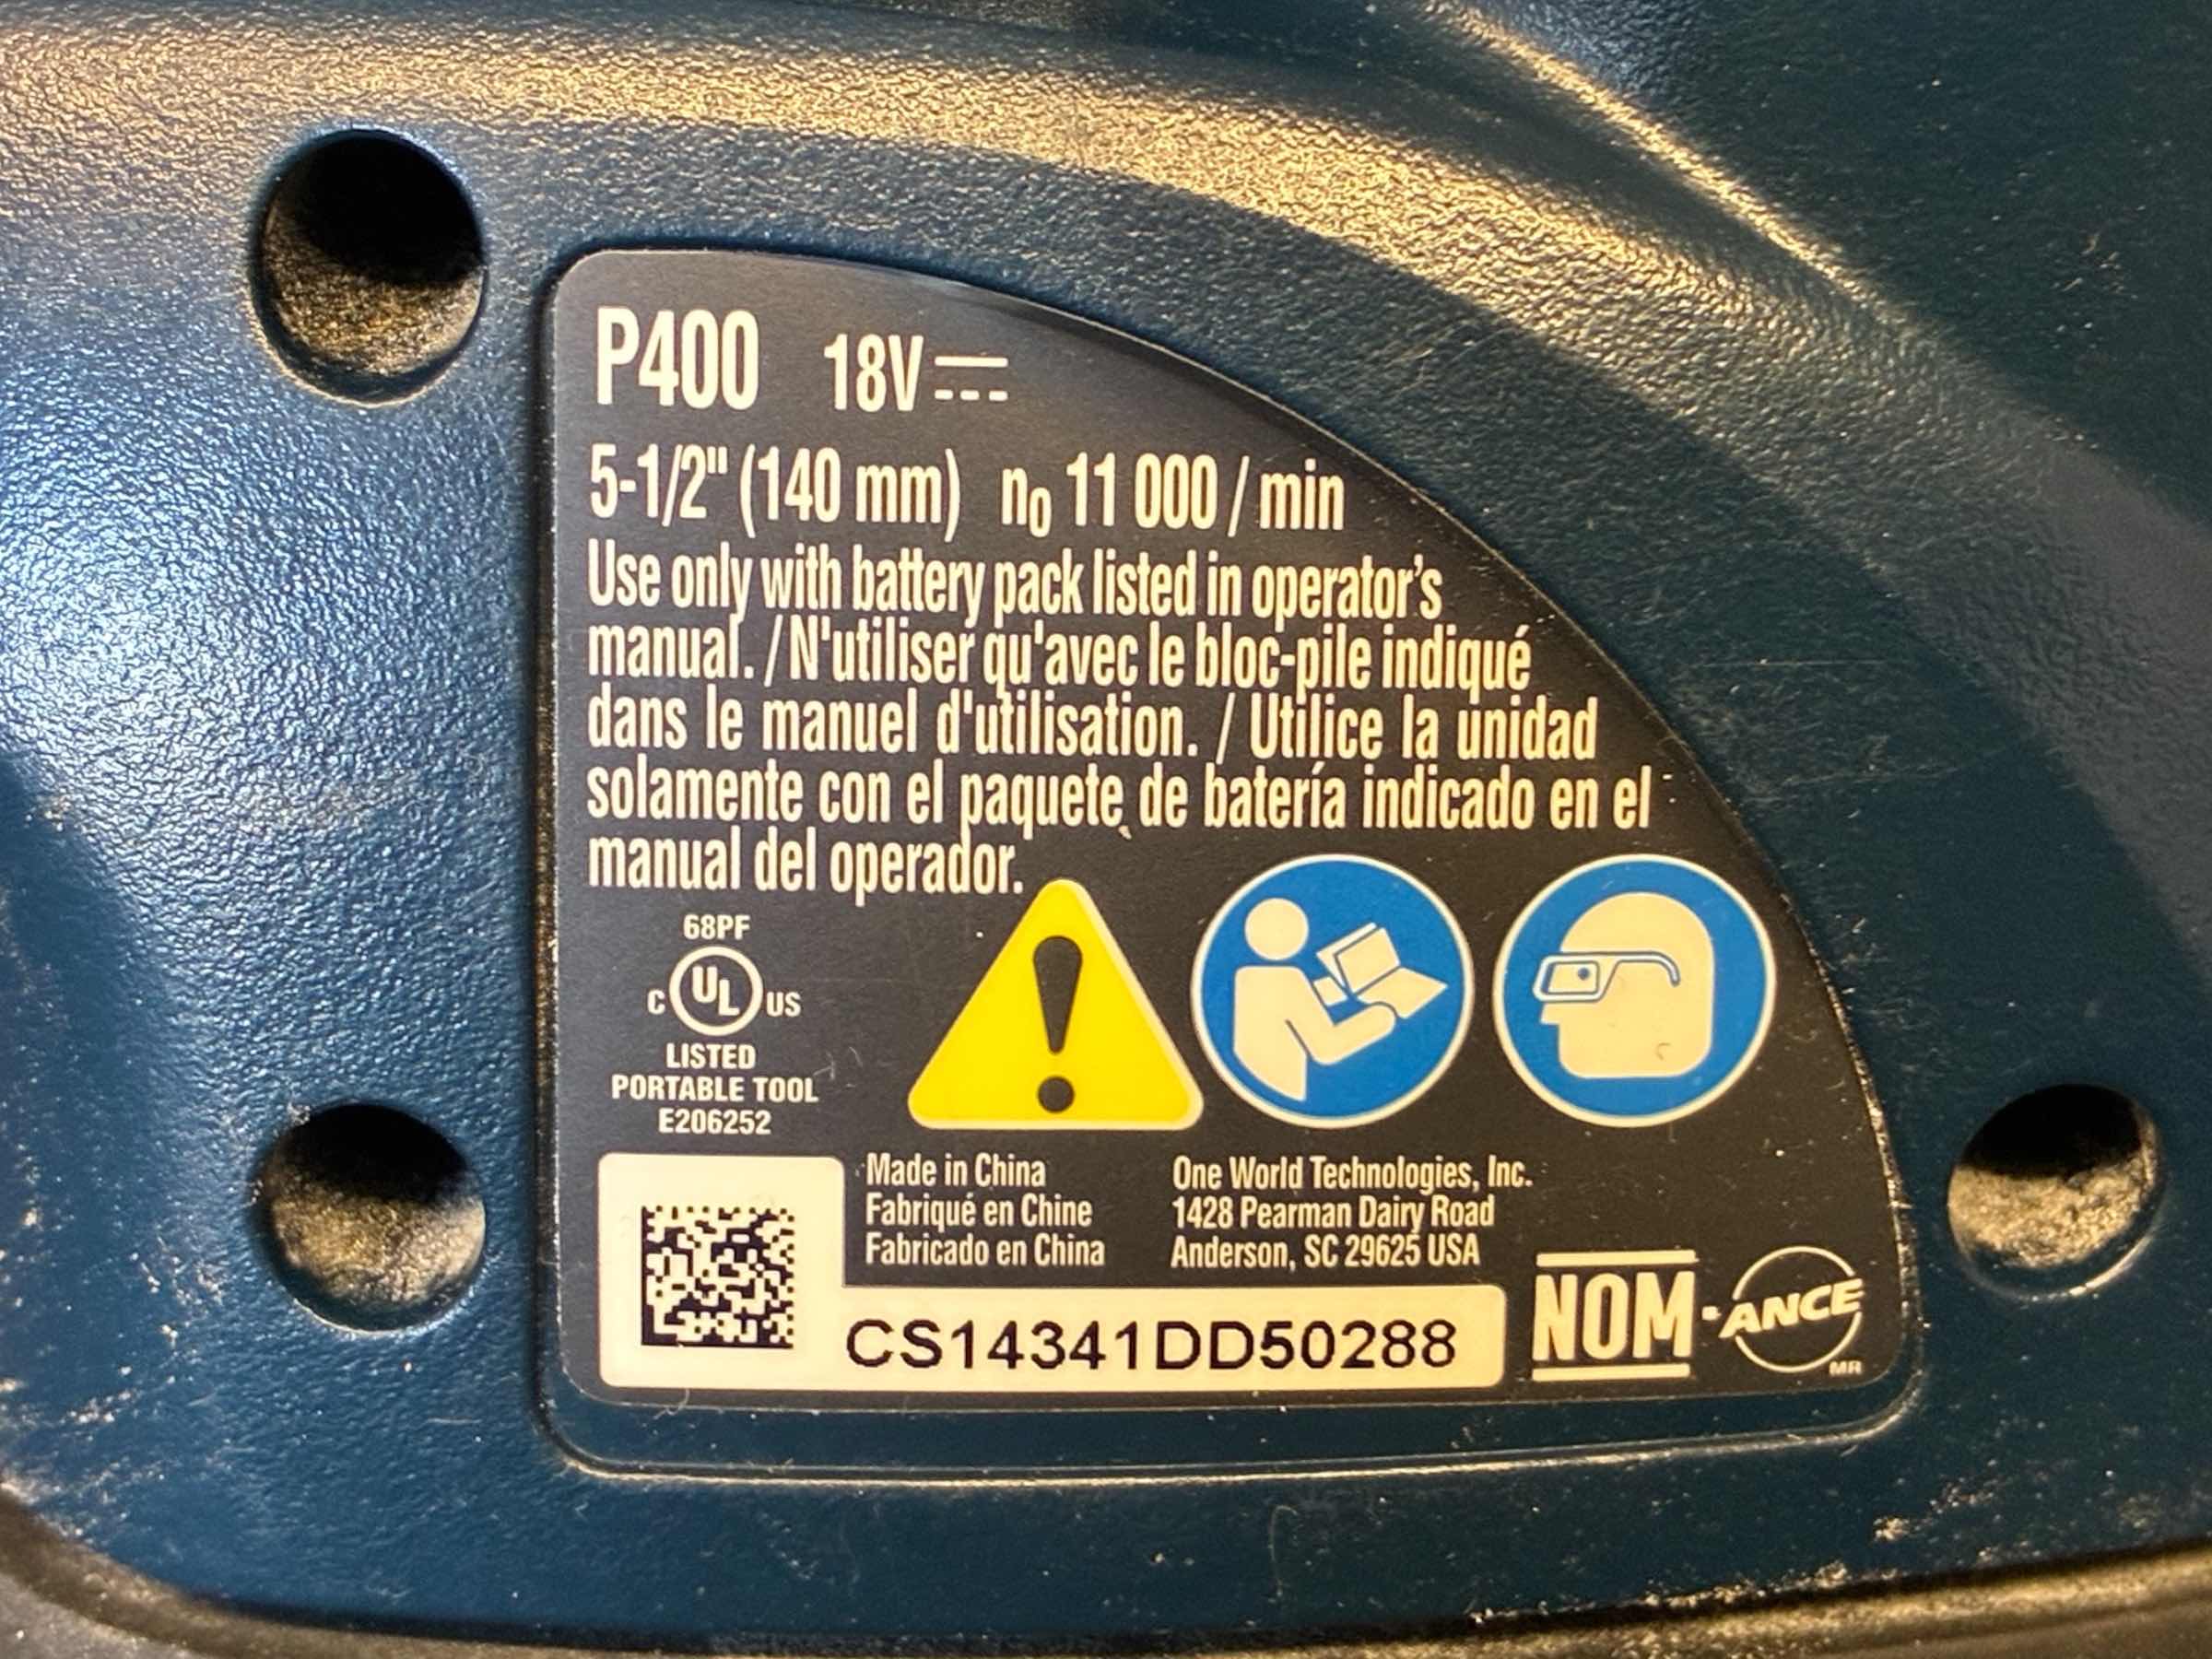 P400 18V
5-1/2" (140 mm) n0 11 000 / min
Use only with battery pack listed in operator's
manual. / N'utiliser qu'avec le bloc-pile indiqué
dans le manuel d'utilisation. / Utilice la unidad
solamente con el paquete de batería indicado en el
manual del operador.
68PF
C UL US
LISTED
PORTABLE TOOL
E206252
Made in China
Fabriqué en Chine
Fabricado en China
One World Technologies, Inc.
1428 Pearman Dairy Road
Anderson, SC 29625 USA
CS14341DD50288
NOM-ANCE
MR